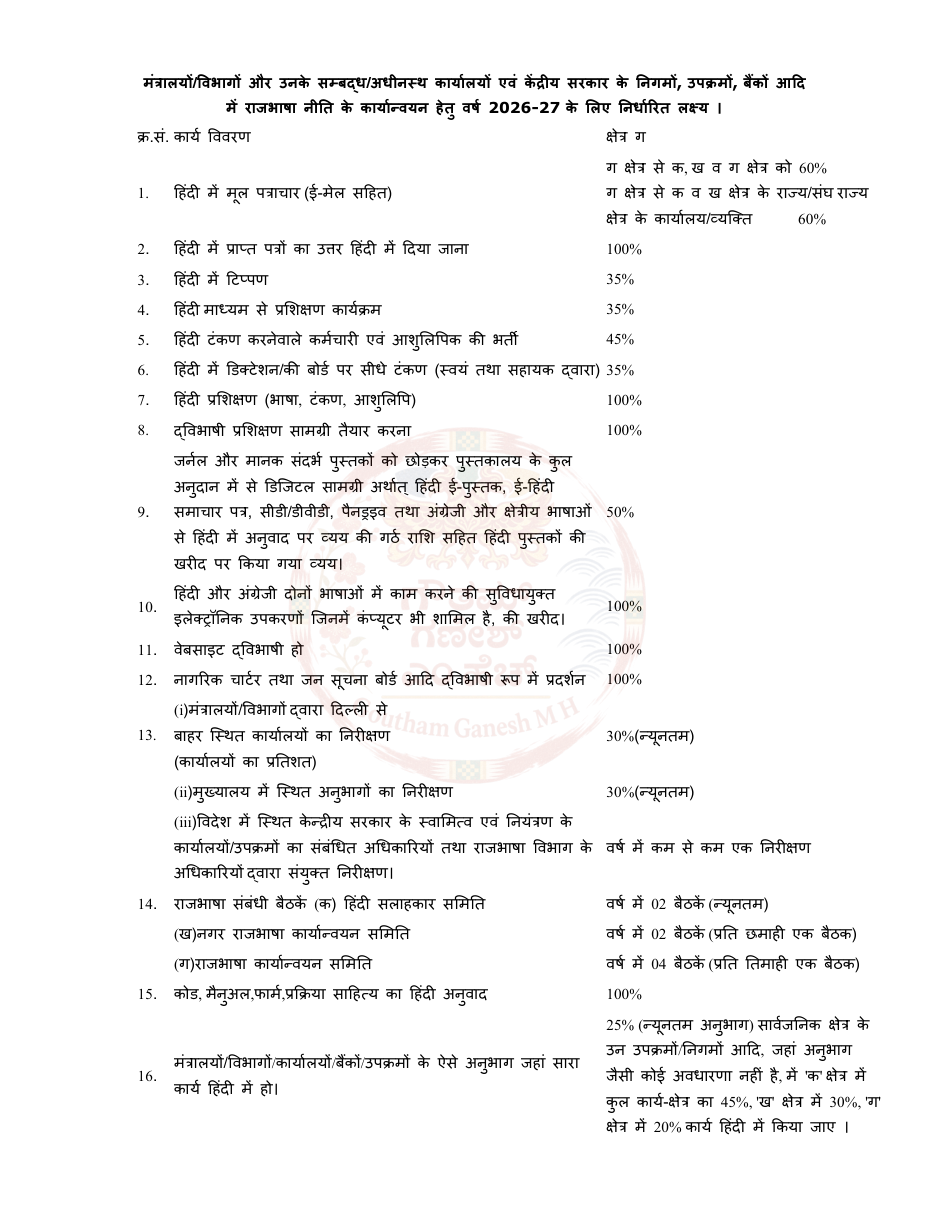 मंत्रालयों/विभागों और उनके सम्बद्ध/अधीनस्थ कार्यालयों एवं केंद्रीय सरकार के निगमों, उपक्रमों, बैंकों आदि
में राजभाषा नीति के कार्यान्वयन हेतु वर्ष 2026-27 के लिए निर्धारित लक्ष्य ।
क्र.सं. कार्य विवरण क्षेत्र ग
ग क्षेत्र से क, ख व ग क्षेत्र को 60%
1. हिंदी में मूल पत्राचार (ई-मेल सहित) ग क्षेत्र से क व ख क्षेत्र के राज्य/संघ राज्य
क्षेत्र के कार्यालय/व्यक्ति 60%
2. हिंदी में प्राप्त पत्रों का उत्तर हिंदी में दिया जाना 100%
3. हिंदी में टिप्पण 35%
4. हिंदी माध्यम से प्रशिक्षण कार्यक्रम 35%
5. हिंदी टंकण करनेवाले कर्मचारी एवं आशुलिपिक की भर्ती 45%
6. हिंदी में डिक्टेशन/की बोर्ड पर सीधे टंकण (स्वयं तथा सहायक द्वारा) 35%
7. हिंदी प्रशिक्षण (भाषा, टंकण, आशुलिपि) 100%
8. द्विभाषी प्रशिक्षण सामग्री तैयार करना 100%
जर्नल और मानक संदर्भ पुस्तकों को छोड़कर पुस्तकालय के कुल
अनुदान में से डिजिटल सामग्री अर्थात् हिंदी ई-पुस्तक, ई-हिंदी
9. समाचार पत्र, सीडी/डीवीडी, पैनड्रइव तथा अंग्रेजी और क्षेत्रीय भाषाओं 50%
से हिंदी में अनुवाद पर व्यय की गर्ठ राशि सहित हिंदी पुस्तकों की
खरीद पर किया गया व्यय।
हिंदी और अंग्रेजी दोनों भाषाओं में काम करने की सुविधायुक्त
10. इलेक्ट्रॉनिक उपकरणों जिनमें कंप्यूटर भी शामिल है, की खरीद। 100%
11. वेबसाइट द्विभाषी हो 100%
12. नागरिक चार्टर तथा जन सूचना बोर्ड आदि द्विभाषी रूप में प्रदर्शन 100%
(i)मंत्रालयों/विभागों द्वारा दिल्ली से
13. बाहर स्थित कार्यालयों का निरीक्षण 30%(न्यूनतम)
(कार्यालयों का प्रतिशत)
(ii)मुख्यालय में स्थित अनुभागों का निरीक्षण 30%(न्यूनतम)
(iii)विदेश में स्थित केन्द्रीय सरकार के स्वामित्व एवं नियंत्रण के
कार्यालयों/उपक्रमों का संबंधित अधिकारियों तथा राजभाषा विभाग के वर्ष में कम से कम एक निरीक्षण
अधिकारियों द्वारा संयुक्त निरीक्षण।
14. राजभाषा संबंधी बैठकें (क) हिंदी सलाहकार समिति वर्ष में 02 बैठकें (न्यूनतम)
(ख)नगर राजभाषा कार्यान्वयन समिति वर्ष में 02 बैठकें (प्रति छमाही एक बैठक)
(ग)राजभाषा कार्यान्वयन समिति वर्ष में 04 बैठकें (प्रति तिमाही एक बैठक)
15. कोड, मैनुअल,फार्म,प्रक्रिया साहित्य का हिंदी अनुवाद 100%
25% (न्यूनतम अनुभाग) सार्वजनिक क्षेत्र के
उन उपक्रमों/निगमों आदि, जहां अनुभाग
16. मंत्रालयों/विभागों/कार्यालयों/बैंकों/उपक्रमों के ऐसे अनुभाग जहां सारा जैसी कोई अवधारणा नहीं है, में 'क' क्षेत्र में
कार्य हिंदी में हो। कुल कार्य-क्षेत्र का 45%, 'ख' क्षेत्र में 30%, 'ग'
क्षेत्र में 20% कार्य हिंदी में किया जाए ।
ಗೌತಮ್
ಗಣೇಶ್
ಎಂ ಹೆಚ್
Goutham Ganesh M H